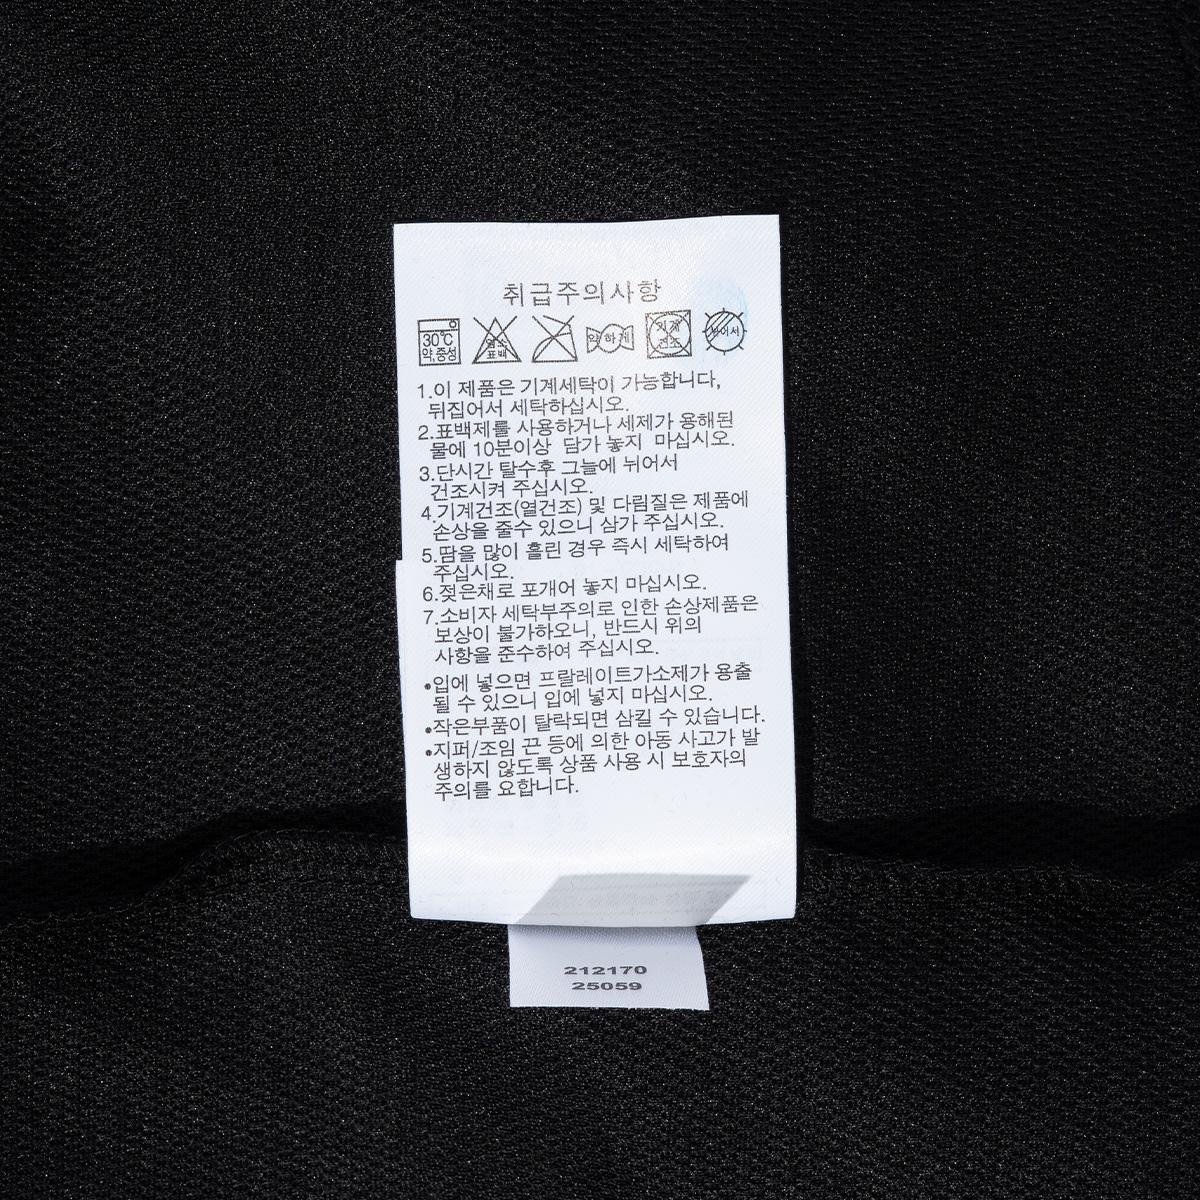 취급주의사항
30℃
약,중성
염소
표백
약하게
기계
건조
뉘어서
1.이 제품은 기계세탁이 가능합니다,
뒤집어서 세탁하십시오.
2.표백제를 사용하거나 세제가 용해된
물에 10분이상 담가 놓지 마십시오.
3.단시간 탈수후 그늘에 뉘어서
건조시켜 주십시오.
4.기계건조(열건조) 및 다림질은 제품에
손상을 줄수 있으니 삼가 주십시오.
5.땀을 많이 흘린 경우 즉시 세탁하여
주십시오.
6.젖은채로 포개어 놓지 마십시오.
7.소비자 세탁부주의로 인한 손상제품은
보상이 불가하오니, 반드시 위의
사항을 준수하여 주십시오.
•입에 넣으면 프탈레이트가소제가 용출
될 수 있으니 입에 넣지 마십시오.
•작은부품이 탈락되면 삼킬 수 있습니다.
•지퍼/조임 끈 등에 의한 아동 사고가 발
생하지 않도록 상품 사용 시 보호자의
주의를 요합니다.
212170
25059